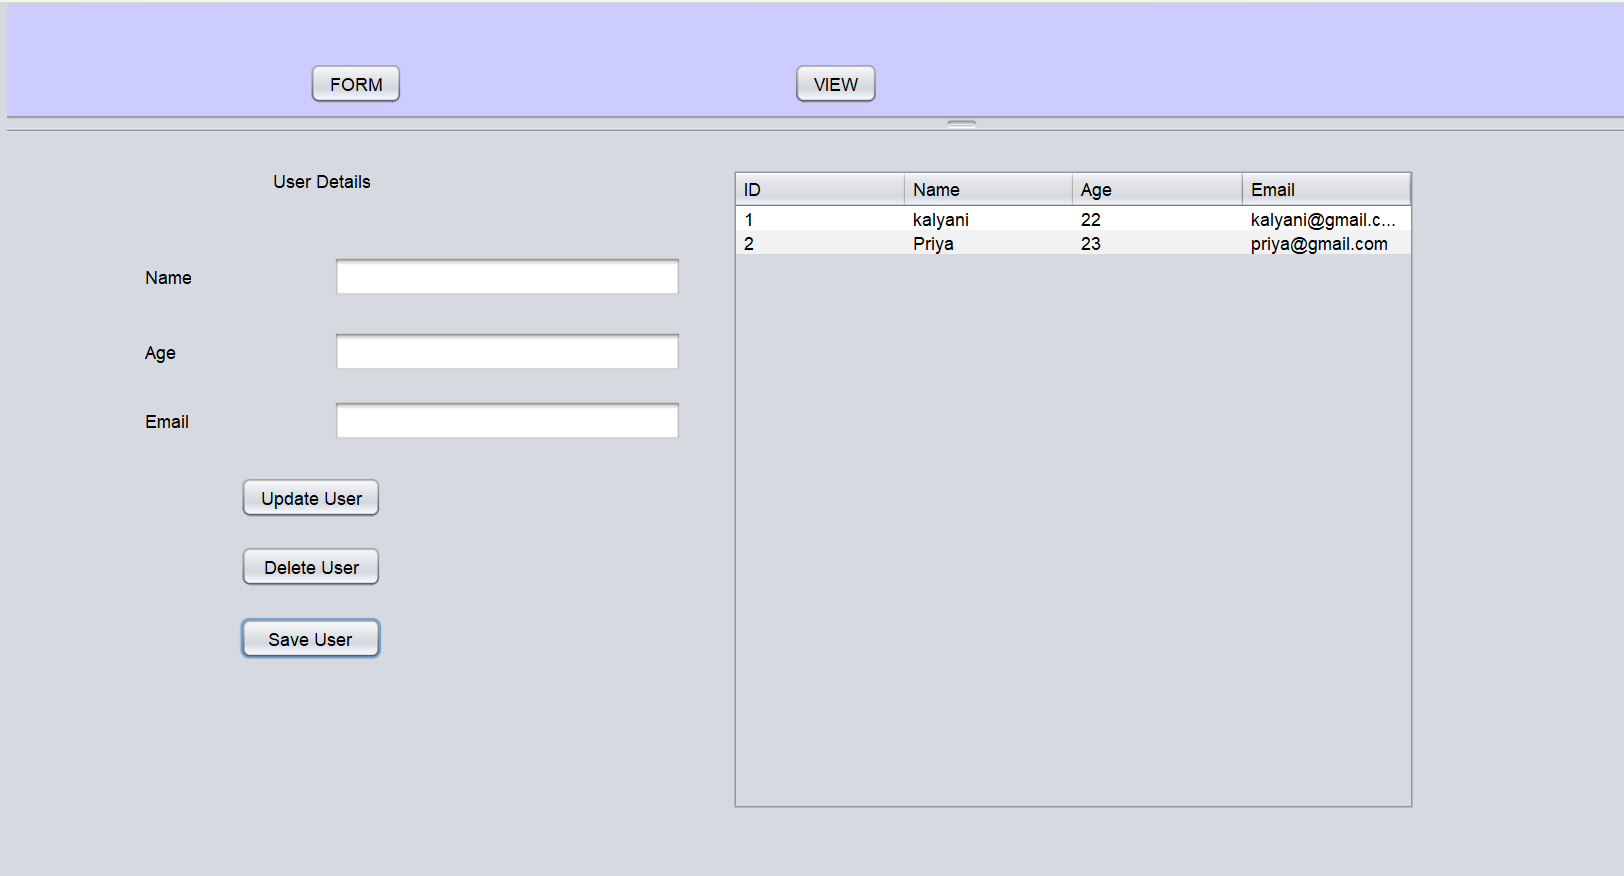 FORM VIEW
User Details
Name
Age
Email
Update User
Delete User
Save User
ID Name Age Email
1 kalyani 22 kalyani@gmail.c...
2 Priya 23 priya@gmail.com